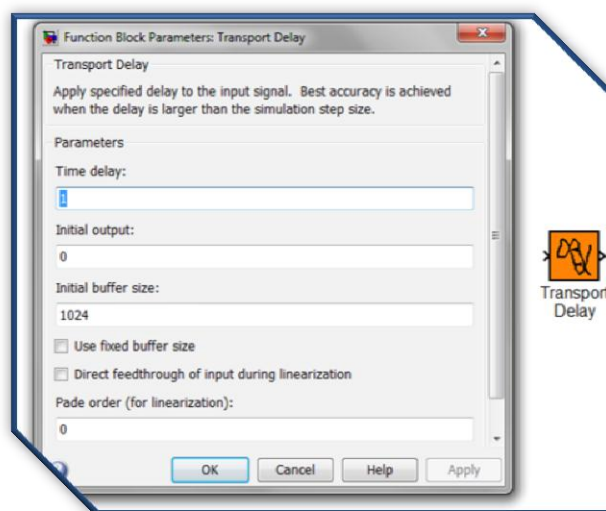 Function Block Parameters: Transport Delay
Transport Delay
Apply specified delay to the input signal. Best accuracy is achieved
when the delay is larger than the simulation step size.
Parameters
Time delay:
1
Initial output:
0
Initial buffer size:
1024
Use fixed buffer size
Direct feedthrough of input during linearization
Pade order (for linearization):
0
OK Cancel Help Apply
Transport
Delay